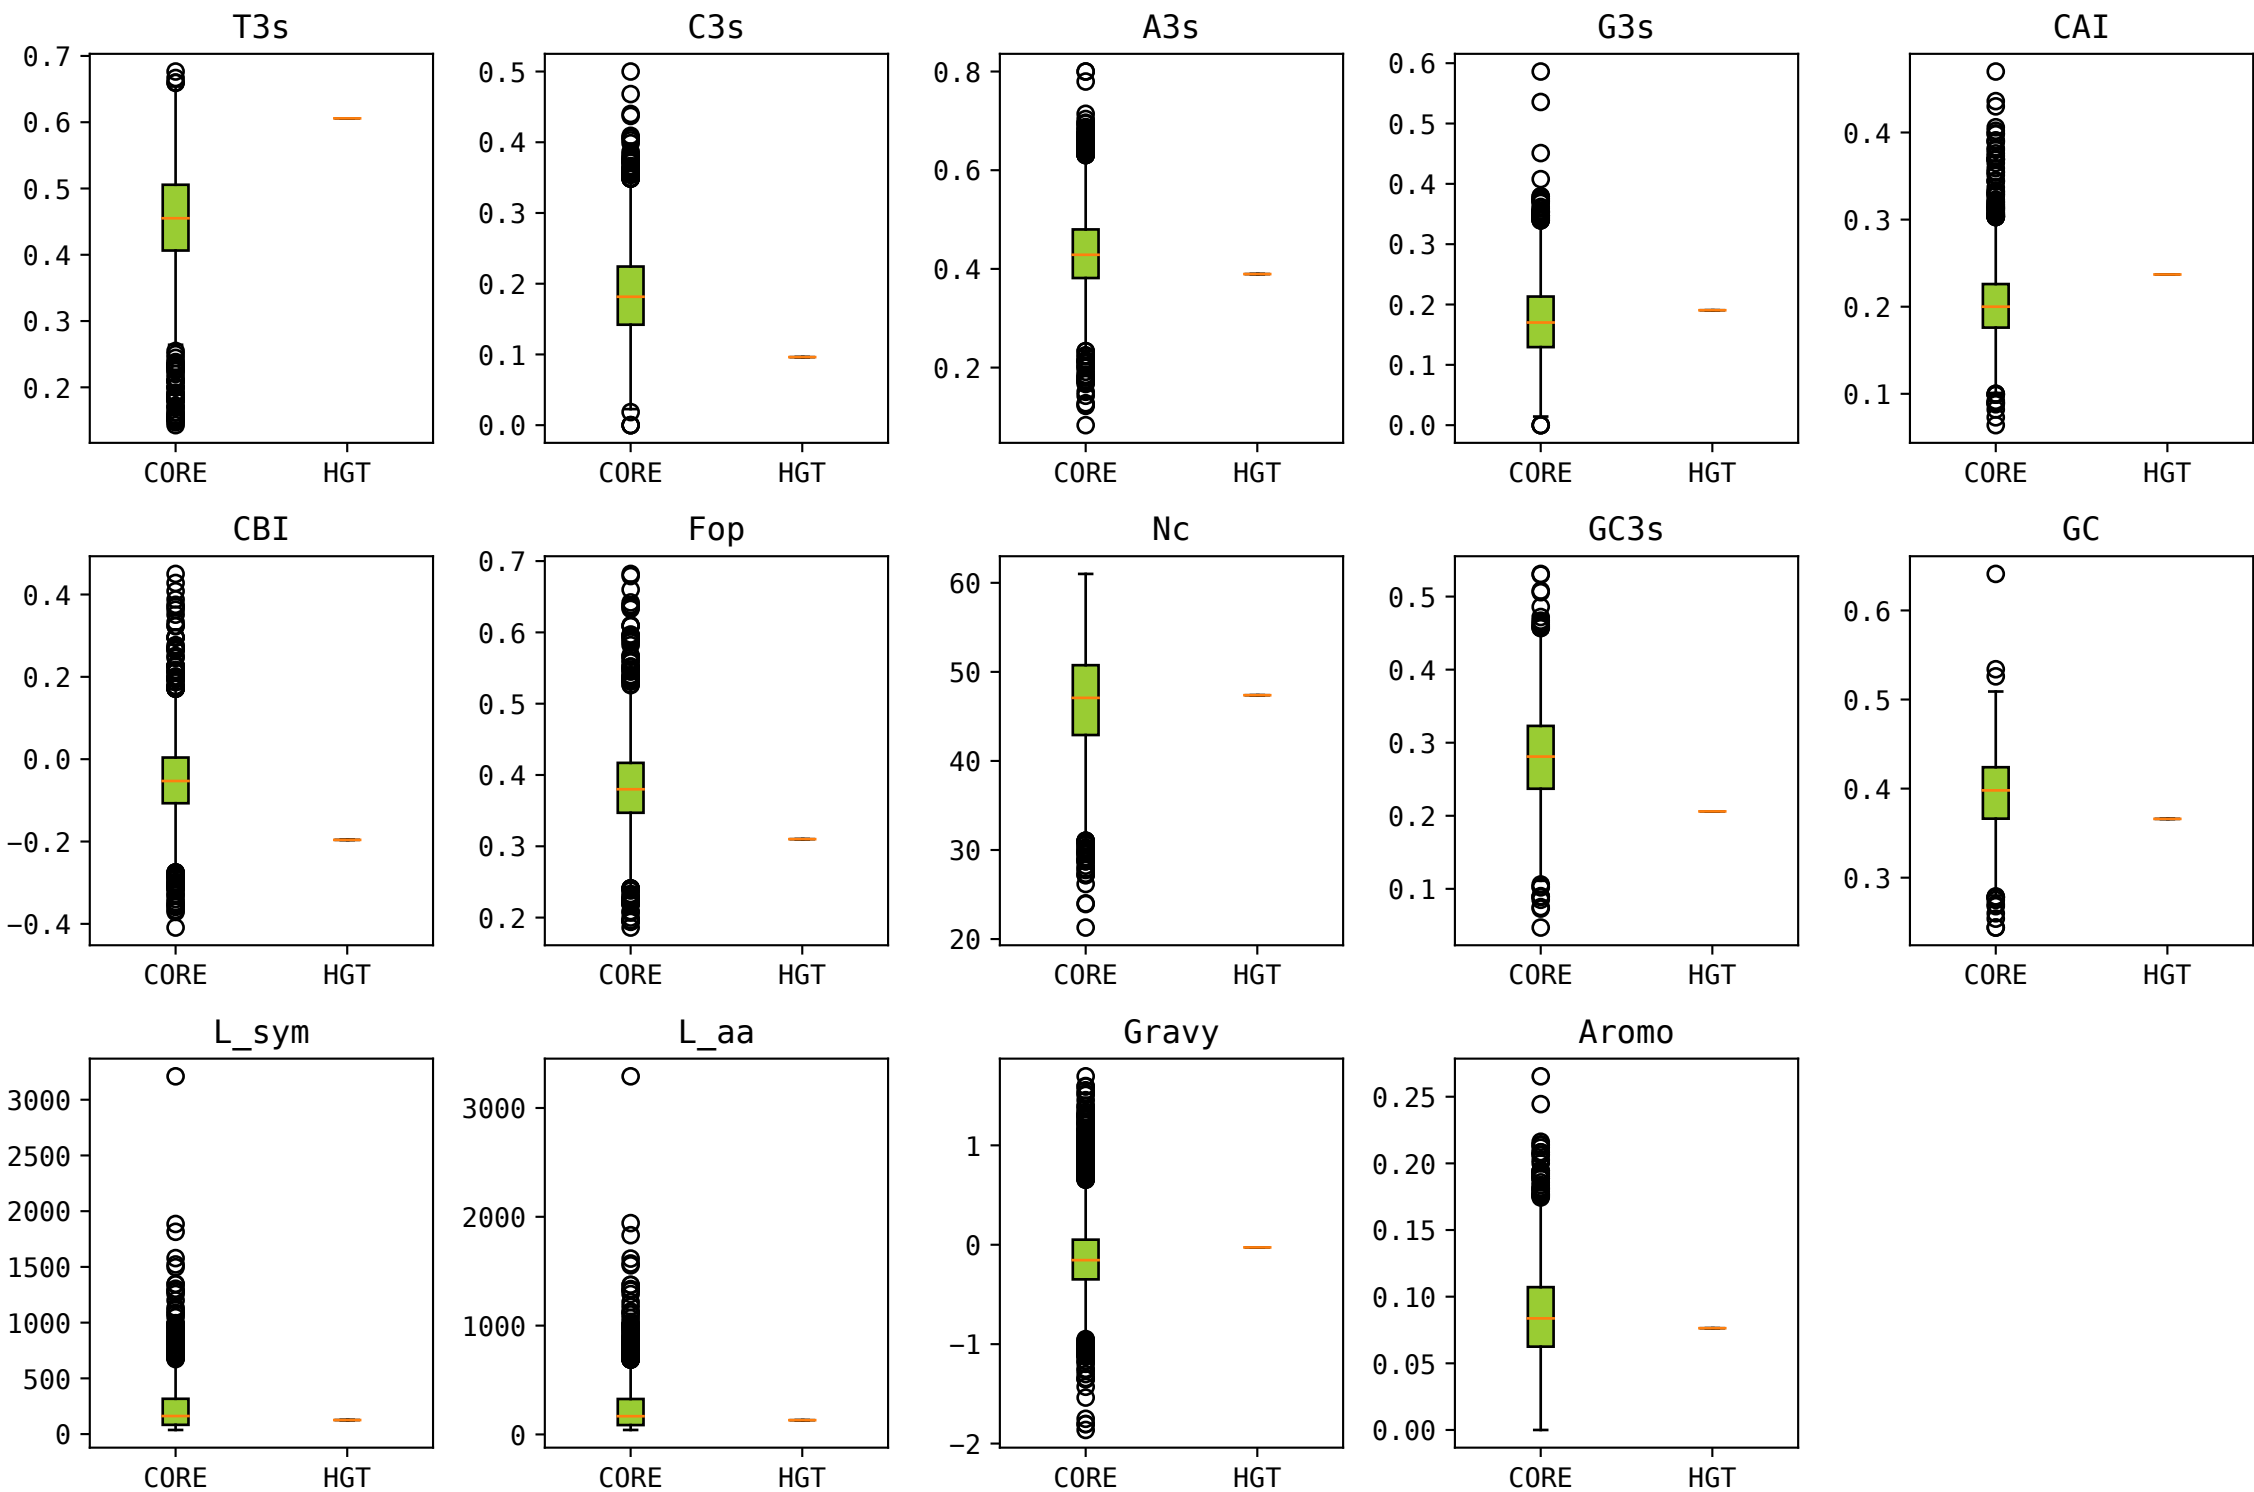 T3s C3s A3s G3s CAI
0.7 0.6 0.5 0.4 0.3 0.2
0.5 0.4 0.3 0.2 0.1 0.0
0.8 0.6 0.4 0.2
0.6 0.5 0.4 0.3 0.2 0.1 0.0
0.4 0.3 0.2 0.1
CORE HGT CORE HGT CORE HGT CORE HGT CORE HGT
CBI Fop Nc GC3s GC
0.4 0.2 0.0 −0.2 −0.4
0.7 0.6 0.5 0.4 0.3 0.2
60 50 40 30 20
0.5 0.4 0.3 0.2 0.1
0.6 0.5 0.4 0.3
CORE HGT CORE HGT CORE HGT CORE HGT CORE HGT
L_sym L_aa Gravy Aromo
3000 2500 2000 1500 1000 500 0
3000 2000 1000 0
1 0 −1 −2
0.25 0.20 0.15 0.10 0.05 0.00
CORE HGT CORE HGT CORE HGT CORE HGT